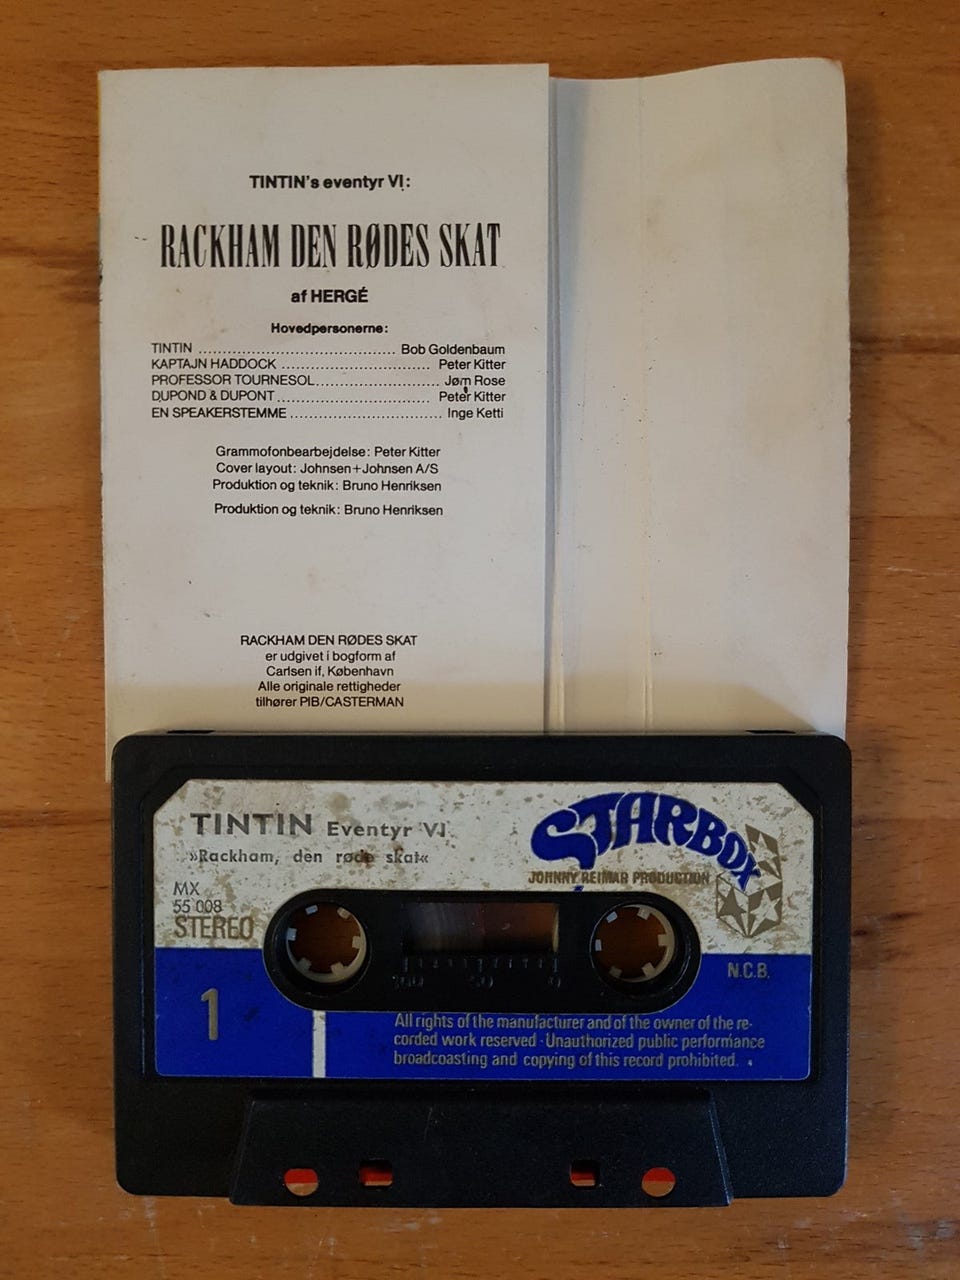 TINTIN's eventyr VI:
RACKHAM DEN RØDES SKAT
af HERGÉ
Hovedpersonerne:
TINTIN ........................................ Bob Goldenbaum
KAPTAJN HADDOCK .............................. Peter Kitter
PROFESSOR TOURNESOL......................... Jørn Rose
DUPOND & DUPONT............................... Peter Kitter
EN SPEAKERSTEMME .............................. Inge Ketti
Grammofonbearbejdelse: Peter Kitter
Cover layout: Johnsen+Johnsen A/S
Produktion og teknik: Bruno Henriksen
Produktion og teknik: Bruno Henriksen
RACKHAM DEN RØDES SKAT
er udgivet i bogform af
Carlsen if, København
Alle originale rettigheder
tilhører PIB/CASTERMAN
TINTIN Eventyr VI
»Rackham, den røde skat«
STARBOX
JOHNNY REIMAR PRODUCTION
MX
55 008
STEREO
100 50 0
N.C.B.
1
All rights of the manufacturer and of the owner of the re-
corded work reserved · Unauthorized public performance
broadcoasting and copying of this record prohibited.